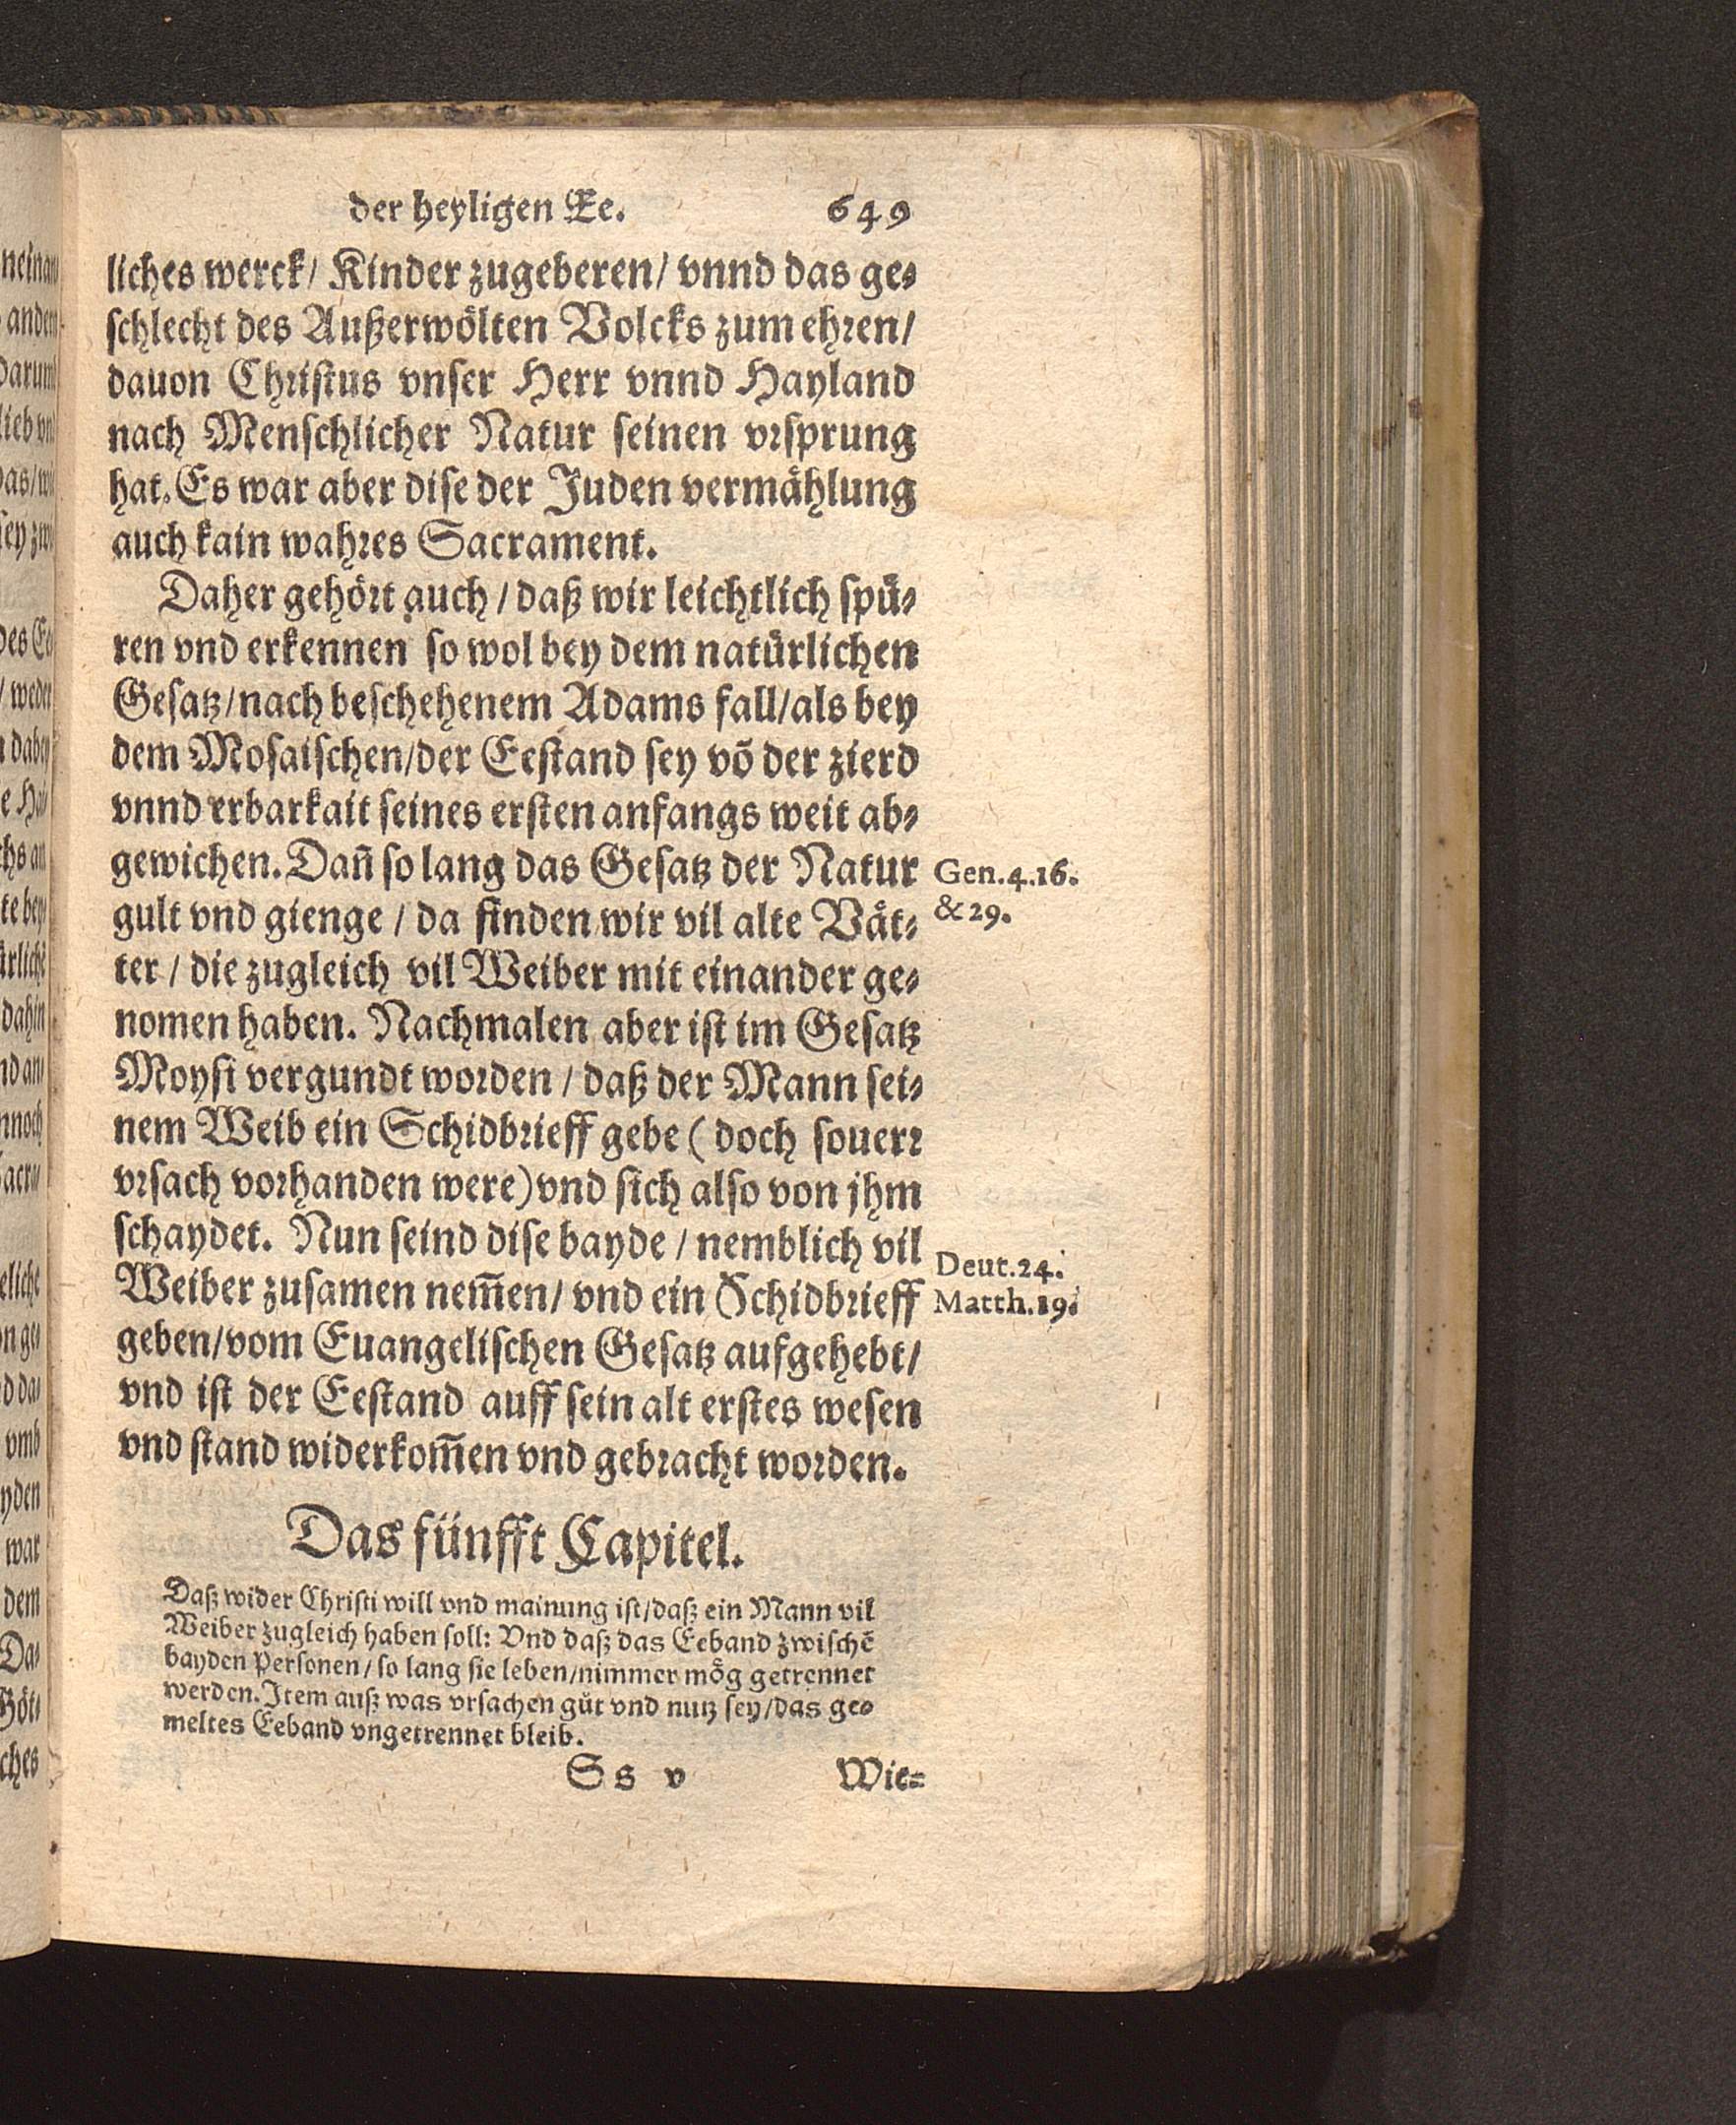 der heyligen Ee. 649
liches werck/ Kinder zugeberen/ vnnd das ge-
schlecht des Außerwölten Volcks zum ehren/
dauon Christus vnser Herr vnnd Hayland
nach Menschlicher Natur seinen vrsprung
hat. Es war aber dise der Juden vermählung
auch kain wahres Sacrament.
Daher gehört auch / daß wir leichtlich spü-
ren vnd erkennen so wol bey dem natürlichen
Gesatz/nach beschehenem Adams fall/als bey
dem Mosaischen/der Eestand sey võ der zierd
vnnd erbarkait seines ersten anfangs weit ab-
gewichen. Dañ so lang das Gesatz der Natur
Gen.4.16.
& 29.
gult vnd gienge / da finden wir vil alte Vät-
ter / die zugleich vil Weiber mit einander ge-
nomen haben. Nachmalen aber ist im Gesatz
Moysi vergundt worden / daß der Mann sei-
nem Weib ein Schidbrieff gebe ( doch souerr
vrsach vorhanden were) vnd sich also von jhm
schaydet. Nun seind dise bayde / nemblich vil
Deut.24.
Matth.19.
Weiber zusamen nem̃en/ vnd ein Schidbrieff
geben/vom Euangelischen Gesatz aufgehebt/
vnd ist der Eestand auff sein alt erstes wesen
vnd stand widerkom̃en vnd gebracht worden.
Das fünfft Capitel.
Daß wider Christi will vnd mainung ist/daß ein Mann vil
Weiber zugleich haben soll: Vnd daß das Eeband zwischẽ
bayden Personen/ so lang sie leben/nimmer mög getrennet
werden. Item auß was vrsachen gůt vnd nutz sey/das ge-
meltes Eeband vngetrennet bleib.
S s v Wie-